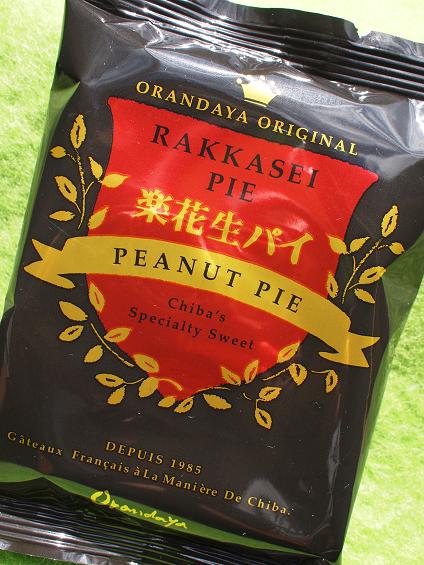 ORANDAYA ORIGINAL
RAKKASEI
PIE
楽花生パイ
PEANUT PIE
Chiba's
Specialty Sweet
DEPUIS 1985
Gâteaux Français à La Manière De Chiba.
Orandaya